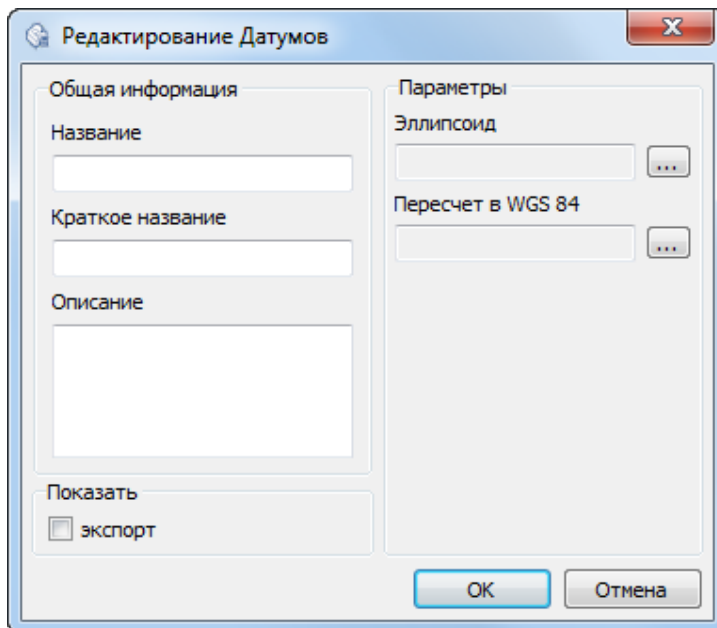 Редактирование Датумов
Общая информация
Название
Краткое название
Описание
Показать
экспорт
Параметры
Эллипсоид
...
Пересчет в WGS 84
...
OK
Отмена